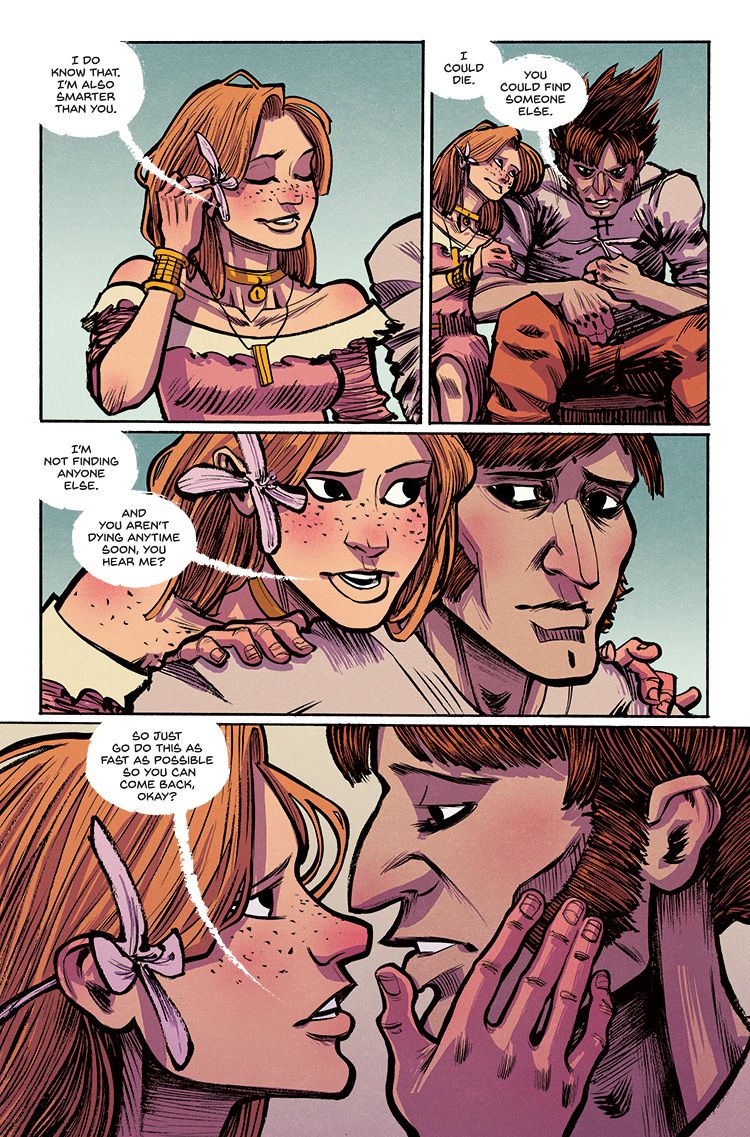 I DO
KNOW THAT.
I'M ALSO
SMARTER
THAN YOU.
I
COULD
DIE.
YOU
COULD FIND
SOMEONE
ELSE.
I'M
NOT FINDING
ANYONE
ELSE.
AND
YOU AREN'T
DYING ANYTIME
SOON, YOU
HEAR ME?
SO JUST
GO DO THIS AS
FAST AS POSSIBLE
SO YOU CAN
COME BACK,
OKAY?